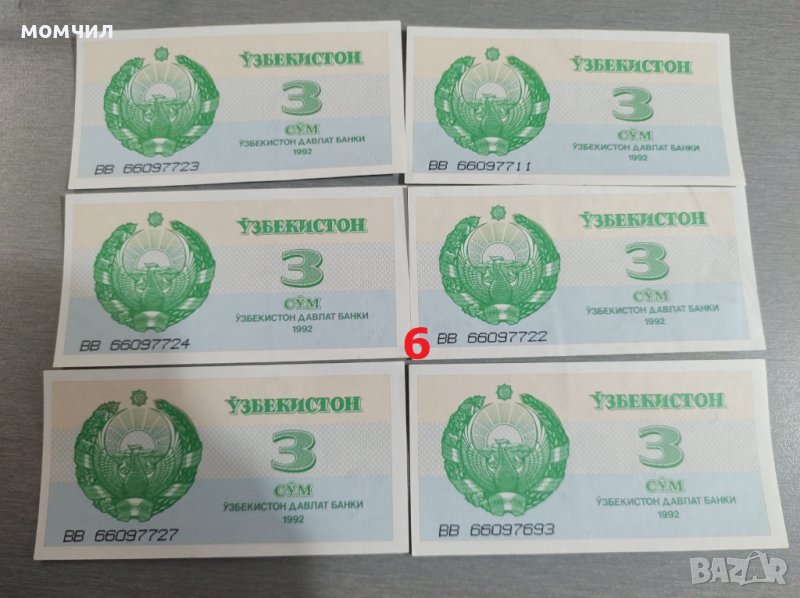 момчил
ЎЗБЕКИСТОН
3
СЎМ
ЎЗБЕКИСТОН ДАВЛАТ БАНКИ
1992
ВВ 66097723
ЎЗБЕКИСТОН
3
СЎМ
ЎЗБЕКИСТОН ДАВЛАТ БАНКИ
1992
ВВ 66097711
ЎЗБЕКИСТОН
3
СЎМ
ЎЗБЕКИСТОН ДАВЛАТ БАНКИ
1992
ВВ 66097724
ЎЗБЕКИСТОН
3
СЎМ
ЎЗБЕКИСТОН ДАВЛАТ БАНКИ
1992
ВВ 66097722
6
ЎЗБЕКИСТОН
3
СЎМ
ЎЗБЕКИСТОН ДАВЛАТ БАНКИ
1992
ВВ 66097727
ЎЗБЕКИСТОН
3
СЎМ
ЎЗБЕКИСТОН ДАВЛАТ БАНКИ
1992
ВВ 66097693
BAZAR